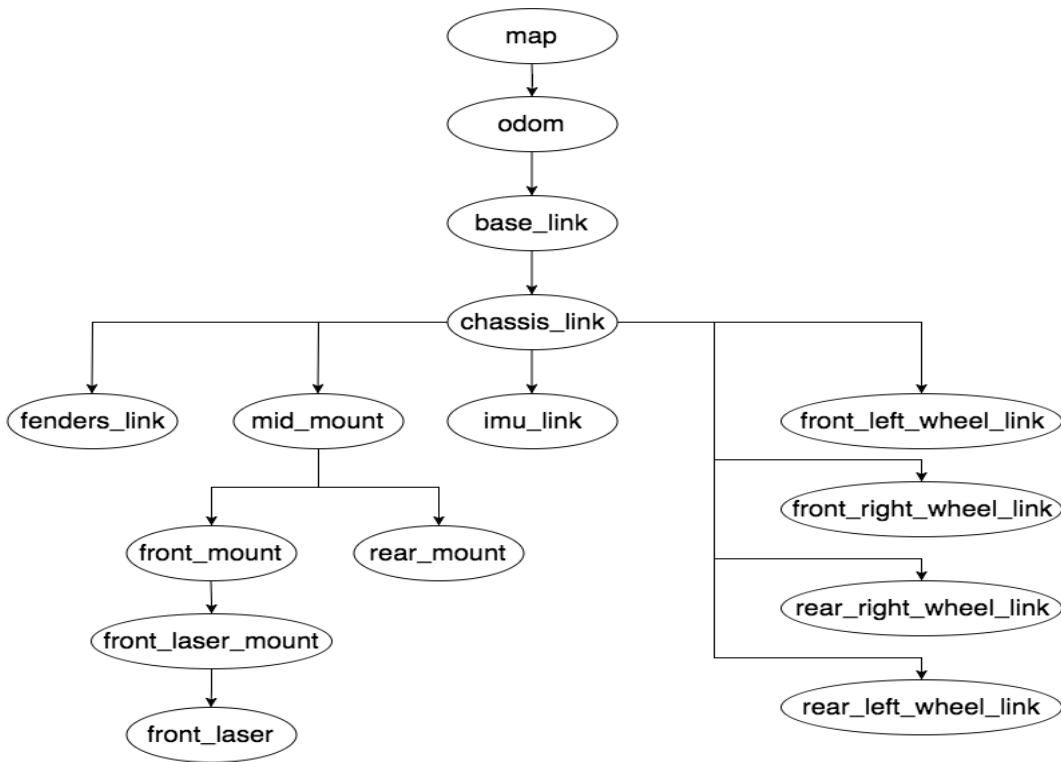 map
odom
base_link
chassis_link
fenders_link
mid_mount
imu_link
front_left_wheel_link
front_right_wheel_link
front_mount
rear_mount
rear_right_wheel_link
front_laser_mount
rear_left_wheel_link
front_laser